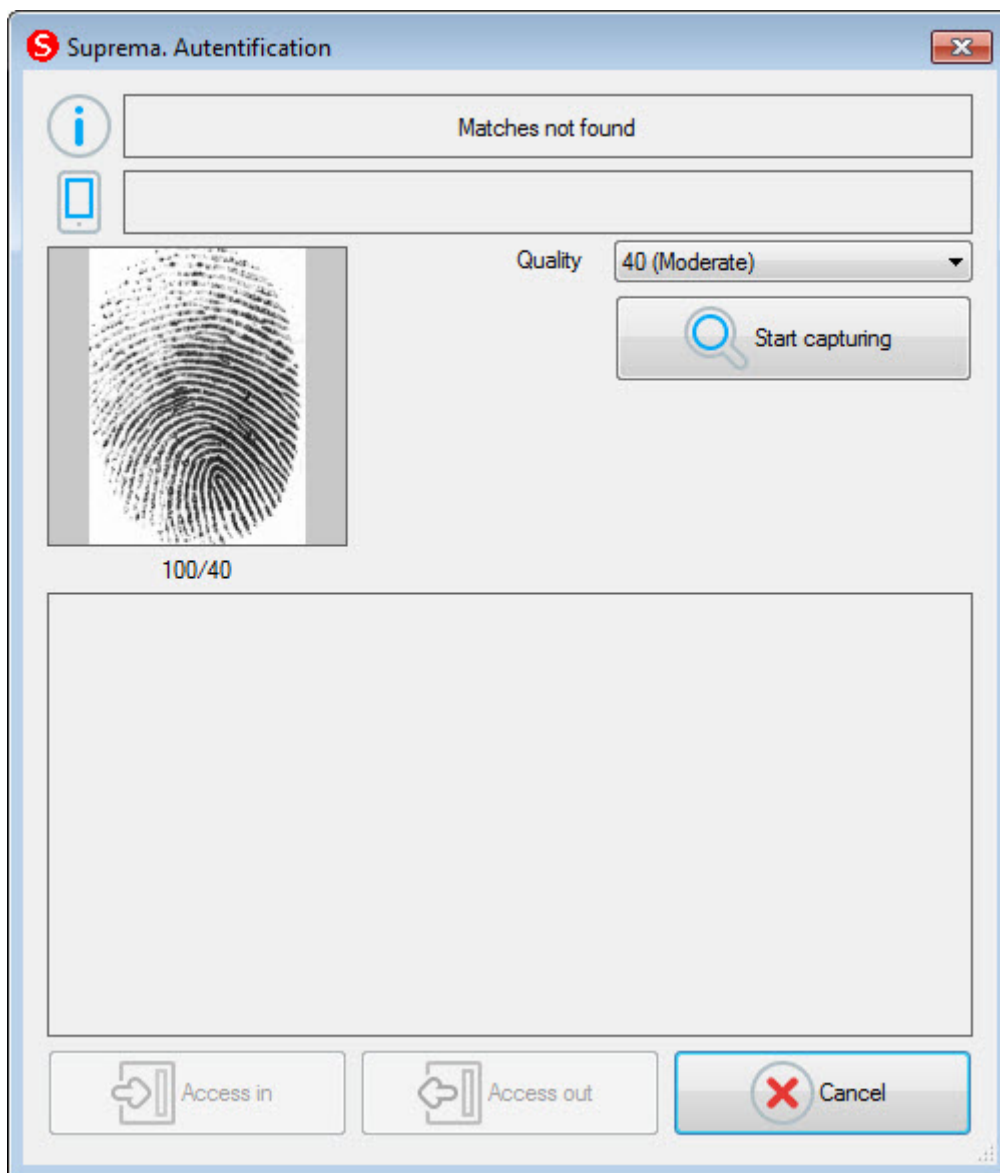 S Suprema. Autentification
Matches not found
Quality 40 (Moderate)
Start capturing
100/40
Access in Access out Cancel